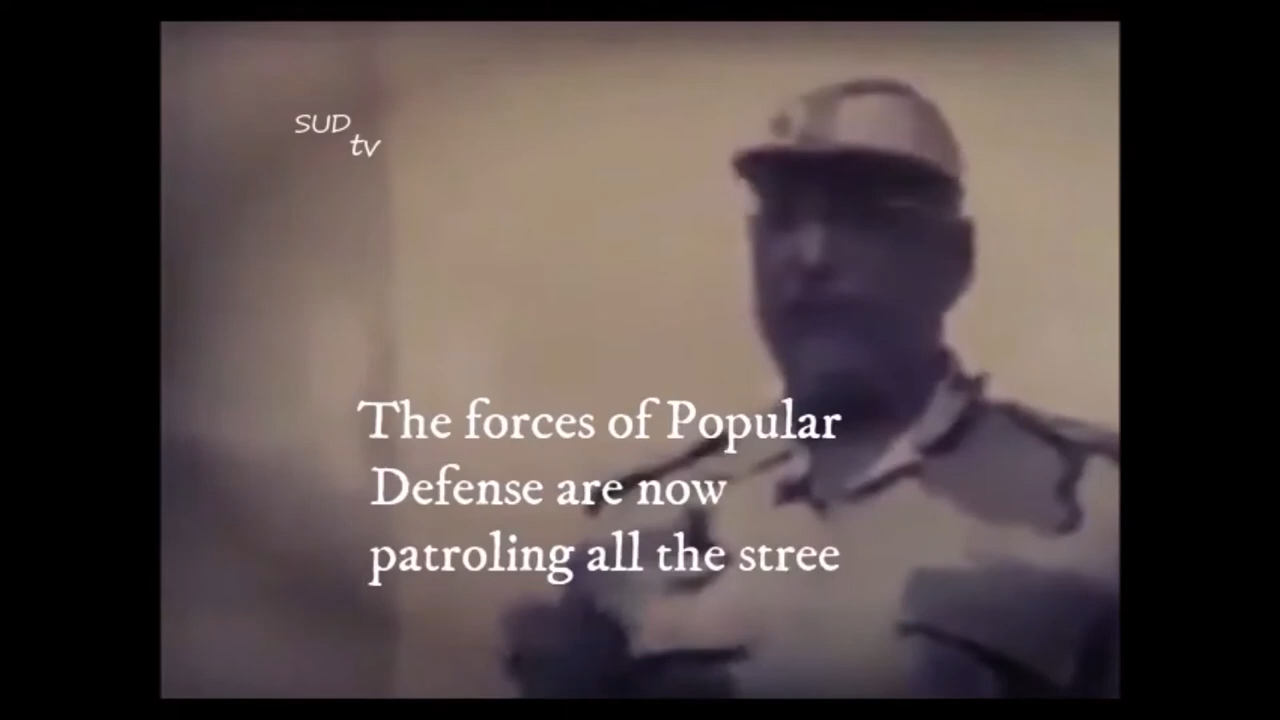 SUD
tv
The forces of Popular
Defense are now
patroling all the stree